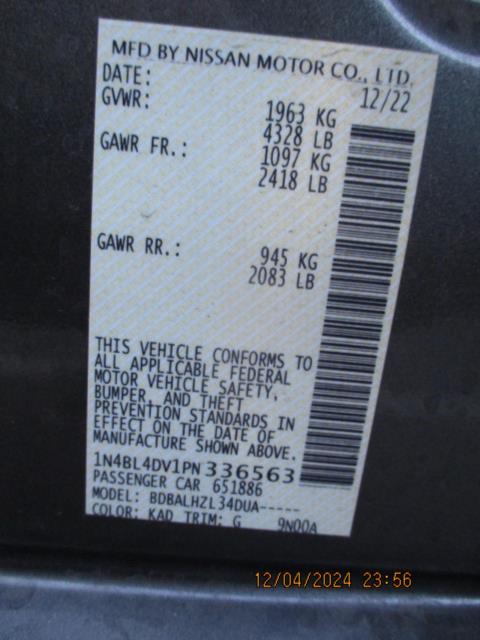 MFD BY NISSAN MOTOR CO., LTD.
DATE: 12/22
GVWR: 1963 KG
4328 LB
GAWR FR.: 1097 KG
2418 LB
GAWR RR.: 945 KG
2083 LB
THIS VEHICLE CONFORMS TO
ALL APPLICABLE FEDERAL
MOTOR VEHICLE SAFETY,
BUMPER, AND THEFT
PREVENTION STANDARDS IN
EFFECT ON THE DATE OF
MANUFACTURE SHOWN ABOVE.
1N4BL4DV1PN336563
PASSENGER CAR 651886
MODEL: BDBALHZL34DUA-----
COLOR: KAD TRIM: G 9N00A
12/04/2024 23:56